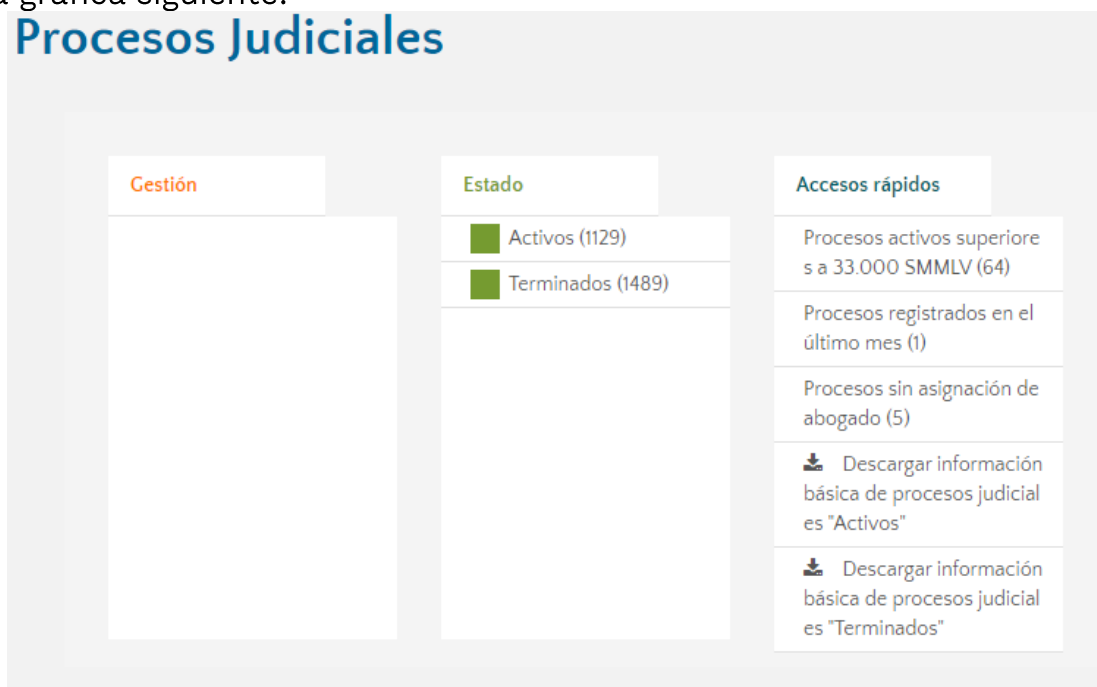 a gráfica siguiente:
Procesos Judiciales
Gestión
Estado
Activos (1129)
Terminados (1489)
Accesos rápidos
Procesos activos superiore
s a 33.000 SMMLV (64)
Procesos registrados en el
último mes (1)
Procesos sin asignación de
abogado (5)
Descargar información
básica de procesos judicial
es "Activos"
Descargar información
básica de procesos judicial
es "Terminados"